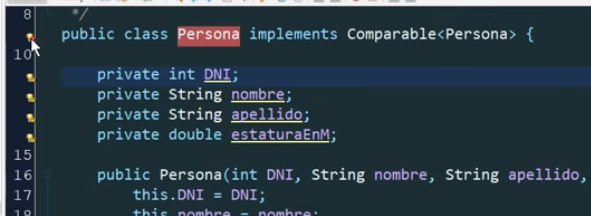 8 */
public class Persona implements Comparable<Persona> {
10
private int DNI;
private String nombre;
private String apellido;
private double estaturaEnM;
15
16 public Persona(int DNI, String nombre, String apellido,
17 this.DNI = DNI;
18 this.nombre = nombre;